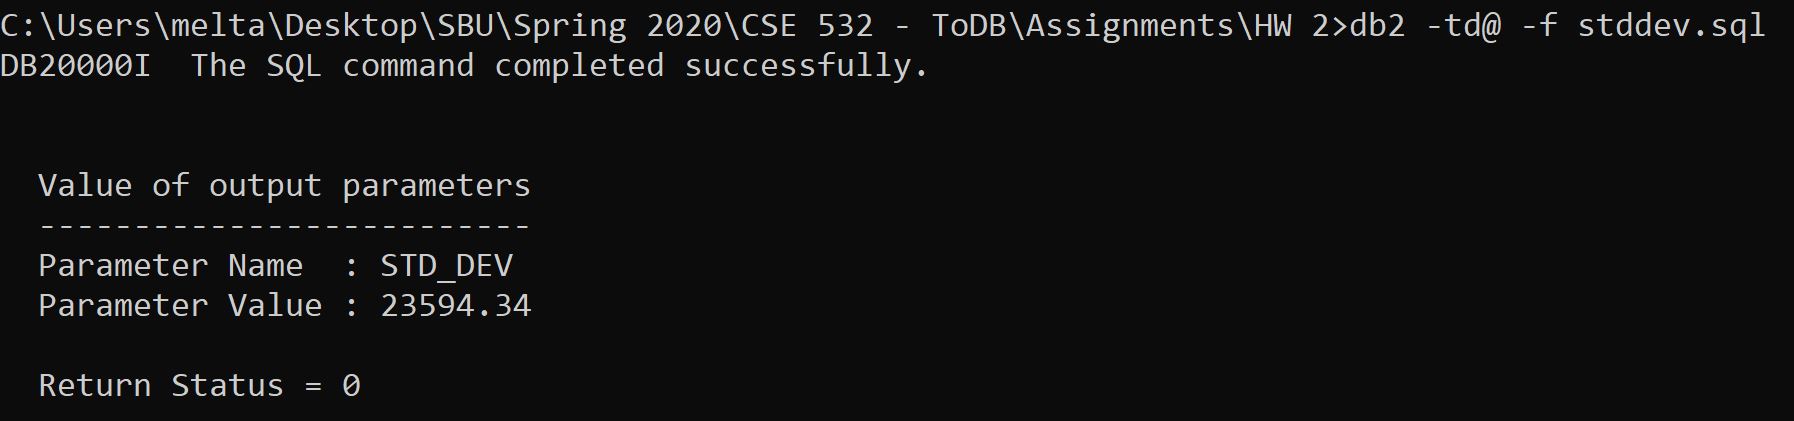 C:\Users\melta\Desktop\SBU\Spring 2020\CSE 532 - ToDB\Assignments\HW 2>db2 -td@ -f stddev.sql
DB20000I  The SQL command completed successfully.
Value of output parameters
--------------------------
Parameter Name  : STD_DEV
Parameter Value : 23594.34
Return Status = 0